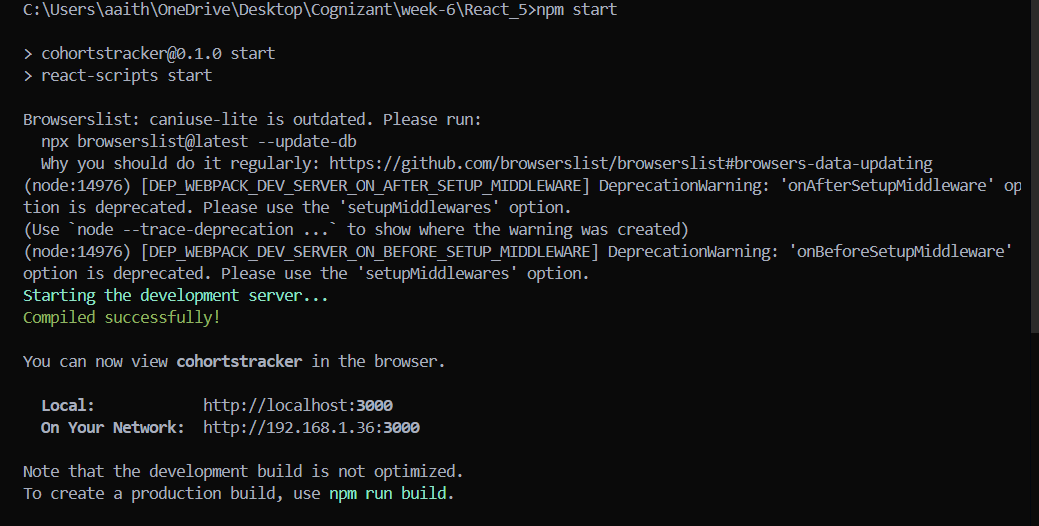 C:\Users\aaith\OneDrive\Desktop\Cognizant\week-6\React_5>npm start
> cohortstracker@0.1.0 start
> react-scripts start
Browserslist: caniuse-lite is outdated. Please run:
npx browserslist@latest --update-db
Why you should do it regularly: https://github.com/browserslist/browserslist#browsers-data-updating
(node:14976) [DEP_WEBPACK_DEV_SERVER_ON_AFTER_SETUP_MIDDLEWARE] DeprecationWarning: 'onAfterSetupMiddleware' op
tion is deprecated. Please use the 'setupMiddlewares' option.
(Use `node --trace-deprecation ...` to show where the warning was created)
(node:14976) [DEP_WEBPACK_DEV_SERVER_ON_BEFORE_SETUP_MIDDLEWARE] DeprecationWarning: 'onBeforeSetupMiddleware'
option is deprecated. Please use the 'setupMiddlewares' option.
Starting the development server...
Compiled successfully!
You can now view cohortstracker in the browser.
Local: http://localhost:3000
On Your Network: http://192.168.1.36:3000
Note that the development build is not optimized.
To create a production build, use npm run build.